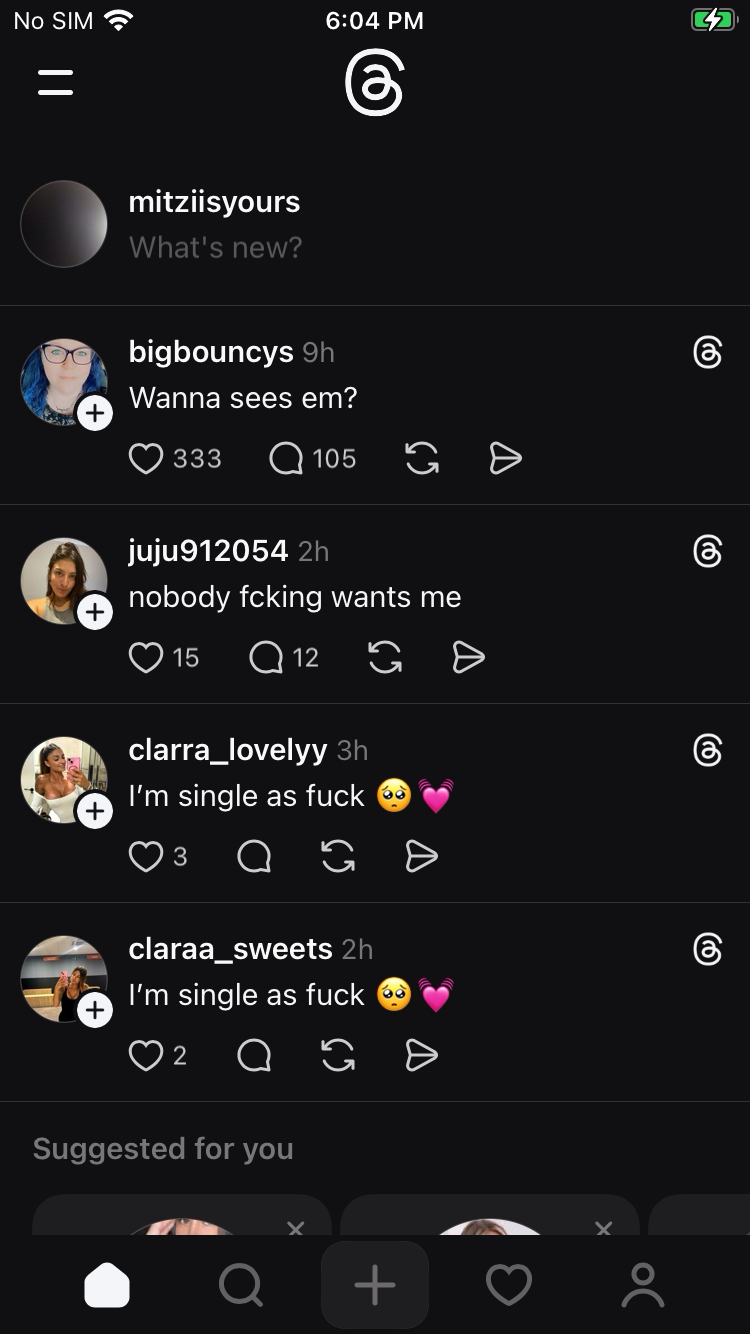 No SIM 6:04 PM
mitziisyours
What's new?
bigbouncys 9h
Wanna sees em?
333 105
juju912054 2h
nobody fcking wants me
15 12
clarra_lovelyy 3h
I’m single as fuck 🥺💓
3
claraa_sweets 2h
I’m single as fuck 🥺💓
2
Suggested for you